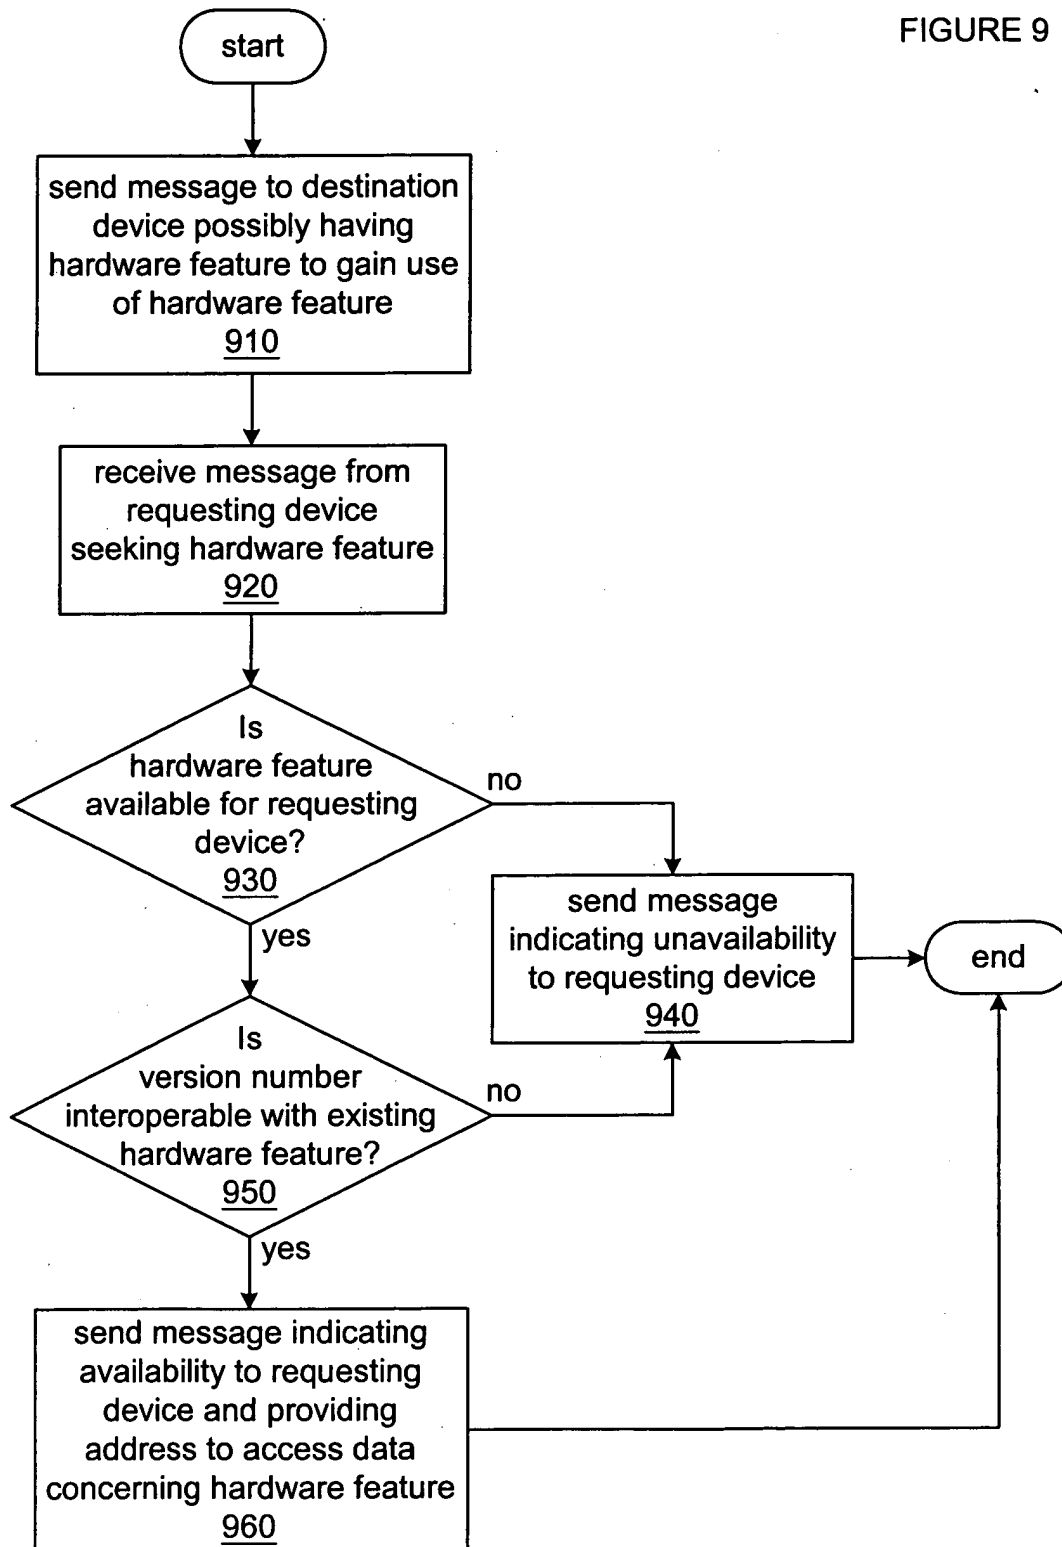 FIGURE 9
start
send message to destination
device possibly having
hardware feature to gain use
of hardware feature
910
receive message from
requesting device
seeking hardware feature
920
Is
hardware feature
available for requesting
device?
930
no
yes
send message
indicating unavailability
to requesting device
940
end
Is
version number
interoperable with existing
hardware feature?
950
no
yes
send message indicating
availability to requesting
device and providing
address to access data
concerning hardware feature
960